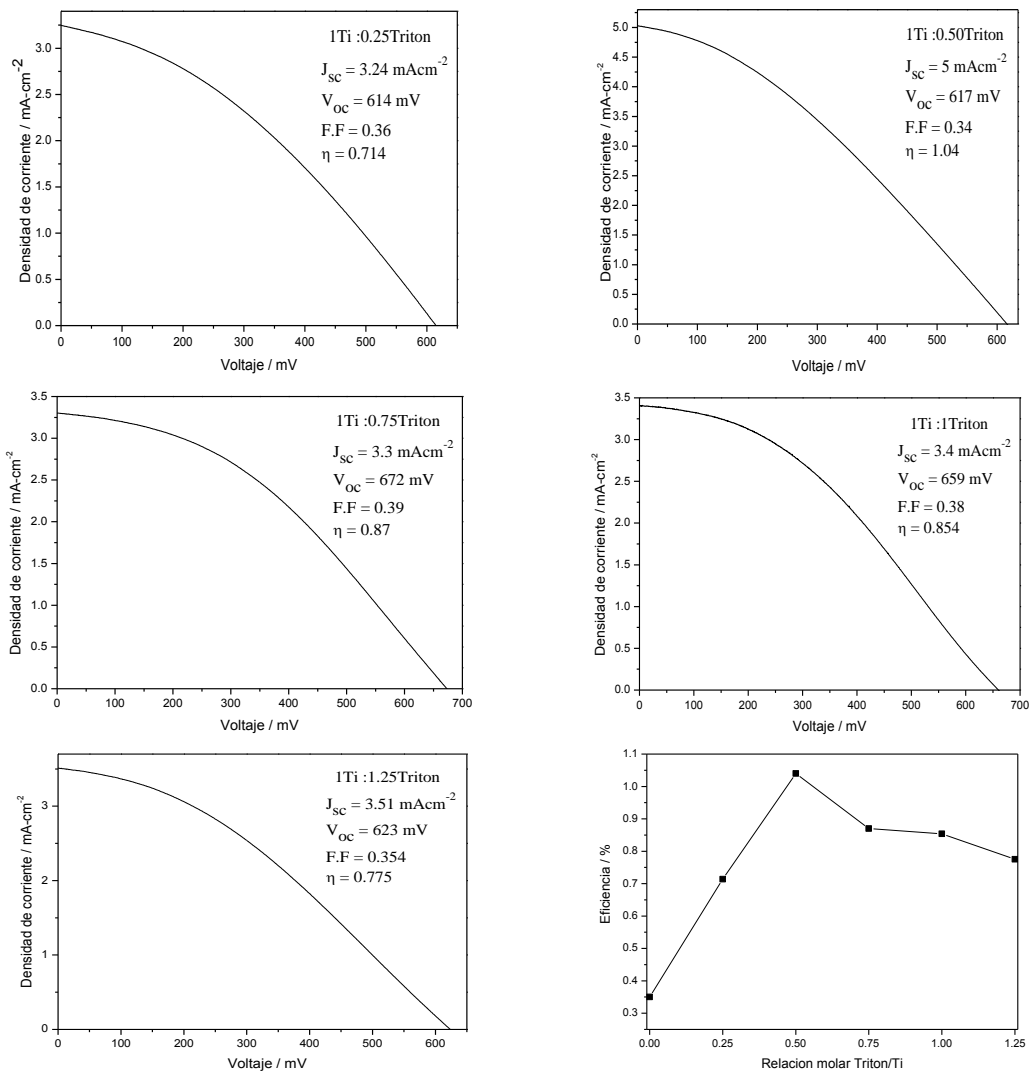 1Ti :0.25Triton
J_sc = 3.24 mAcm^-2
V_oc = 614 mV
F.F = 0.36
η = 0.714
Densidad de corriente / mA-cm^-2
3.0
2.5
2.0
1.5
1.0
0.5
0.0
0 100 200 300 400 500 600
Voltaje / mV
1Ti :0.50Triton
J_sc = 5 mAcm^-2
V_oc = 617 mV
F.F = 0.34
η = 1.04
Densidad de corriente / mA-cm^-2
5.0
4.5
4.0
3.5
3.0
2.5
2.0
1.5
1.0
0.5
0.0
0 100 200 300 400 500 600
Voltaje / mV
1Ti :0.75Triton
J_sc = 3.3 mAcm^-2
V_oc = 672 mV
F.F = 0.39
η = 0.87
Densidad de corriente / mA-cm^-2
3.5
3.0
2.5
2.0
1.5
1.0
0.5
0.0
0 100 200 300 400 500 600 700
Voltaje / mV
1Ti :1Triton
J_sc = 3.4 mAcm^-2
V_oc = 659 mV
F.F = 0.38
η = 0.854
Densidad de corriente / mA-cm^-2
3.5
3.0
2.5
2.0
1.5
1.0
0.5
0.0
0 100 200 300 400 500 600 700
Voltaje / mV
1Ti :1.25Triton
J_sc = 3.51 mAcm^-2
V_oc = 623 mV
F.F = 0.354
η = 0.775
Densidad de corriente / mA-cm^-2
3
2
1
0
0 100 200 300 400 500 600
Voltaje / mV
Eficiencia / %
1.1
1.0
0.9
0.8
0.7
0.6
0.5
0.4
0.3
0.00 0.25 0.50 0.75 1.00 1.25
Relacion molar Triton/Ti